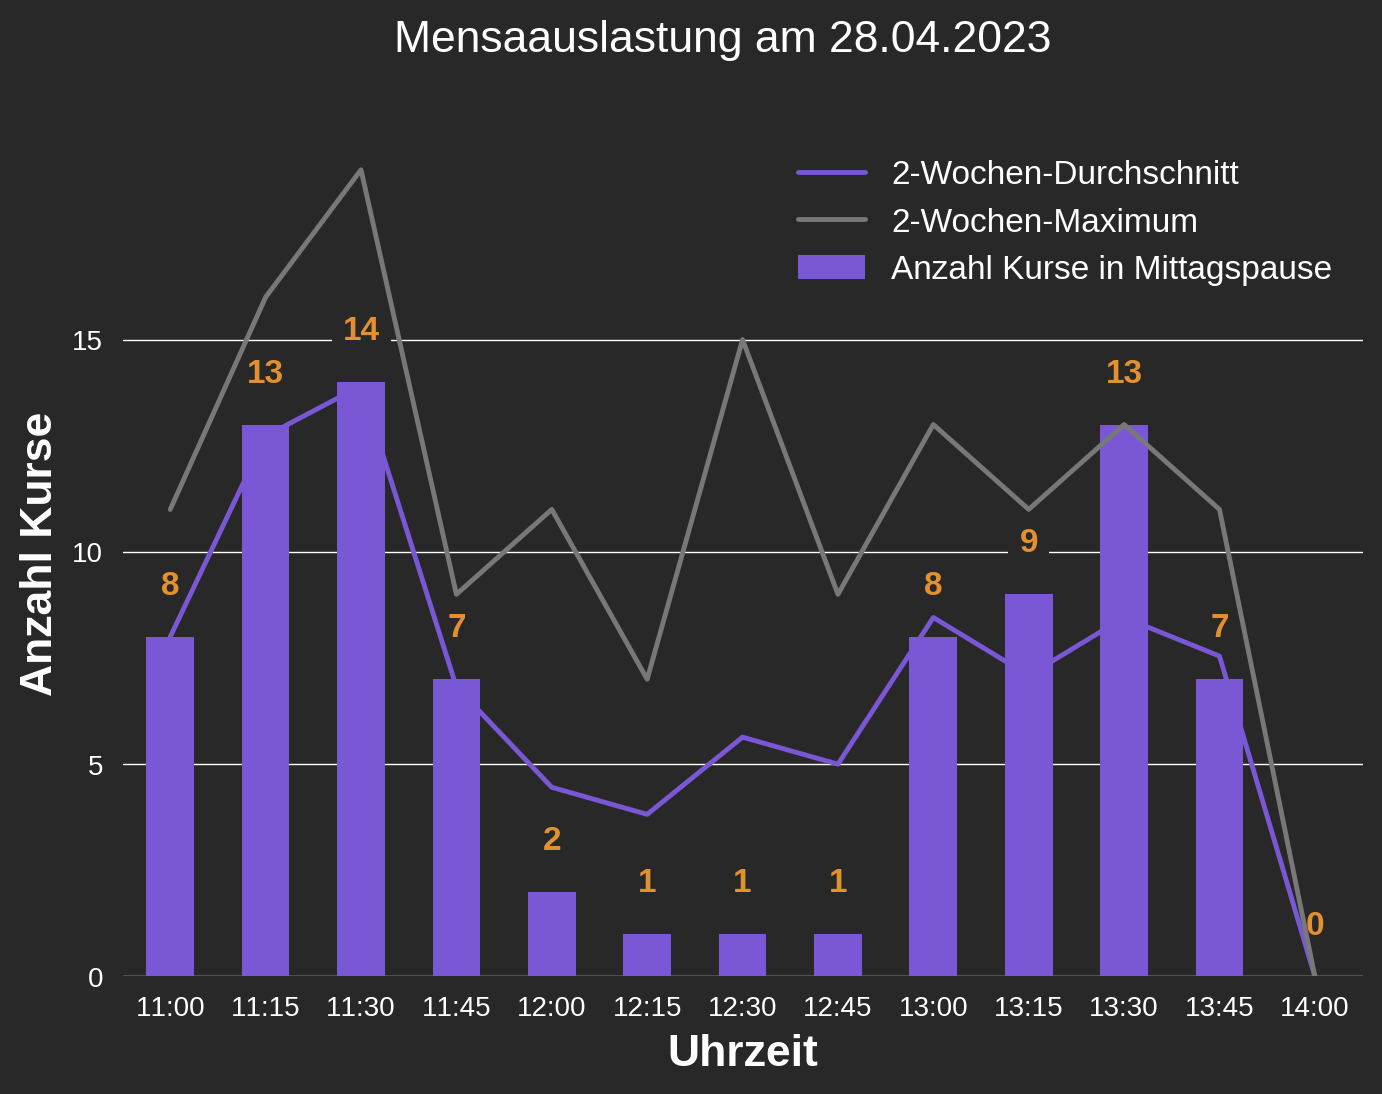 Mensaauslastung am 28.04.2023
2-Wochen-Durchschnitt
2-Wochen-Maximum
Anzahl Kurse in Mittagspause
Anzahl Kurse
15
10
5
0
8
13
14
7
2
1
1
1
8
9
13
7
0
11:00 11:15 11:30 11:45 12:00 12:15 12:30 12:45 13:00 13:15 13:30 13:45 14:00
Uhrzeit